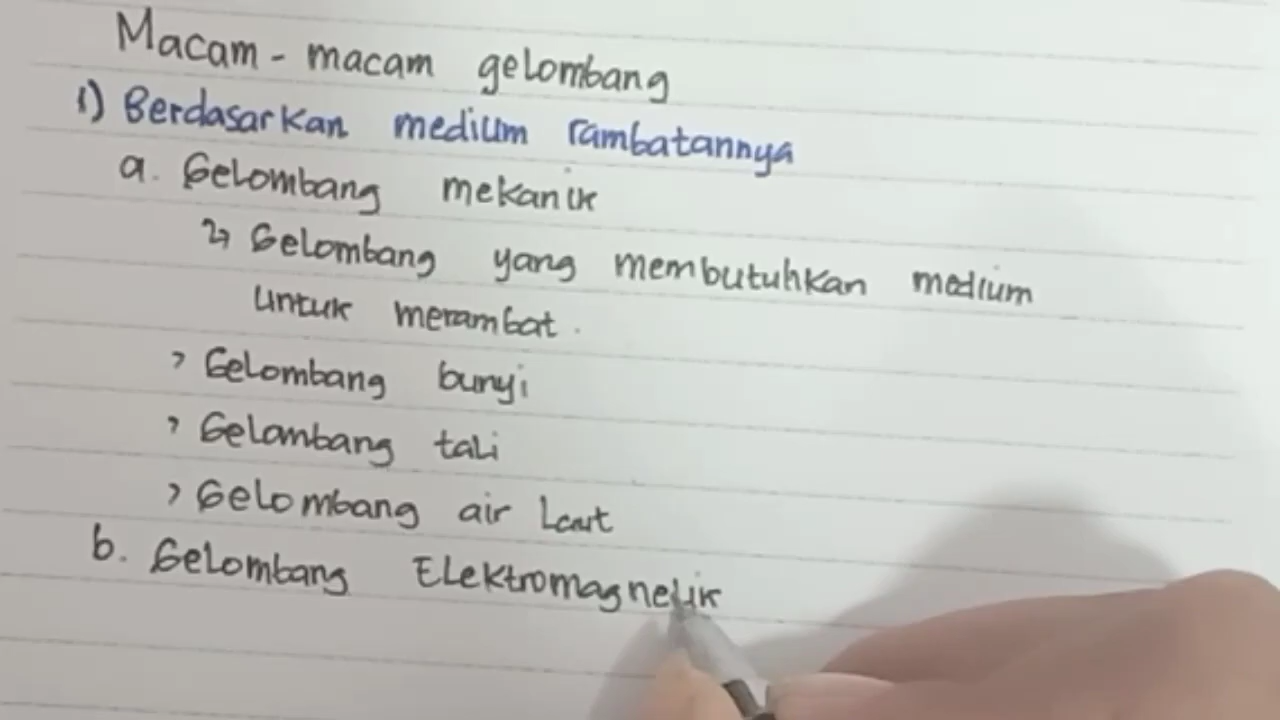 Macam - macam gelombang
1) Berdasarkan medium rambatannya
a. Gelombang mekanik
↳ Gelombang yang membutuhkan medium
untuk merambat.
› Gelombang bunyi
› Gelombang tali
› Gelombang air Laut
b. Gelombang Elektromagnetik